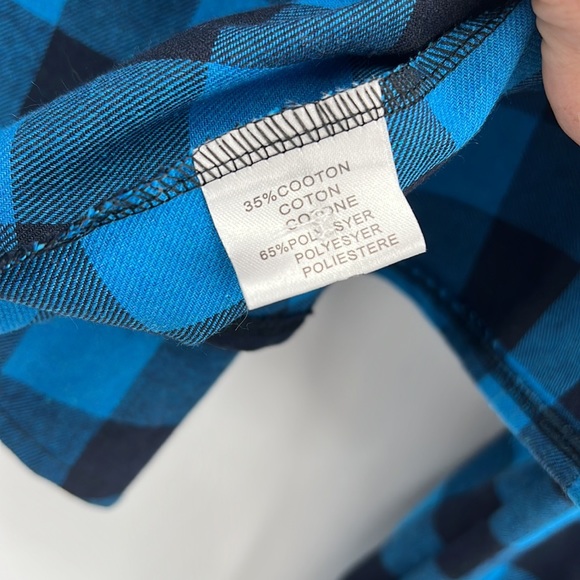 35%COOTON
COTON
COTONE
65%POLYESYER
POLYESYER
POLIESTERE